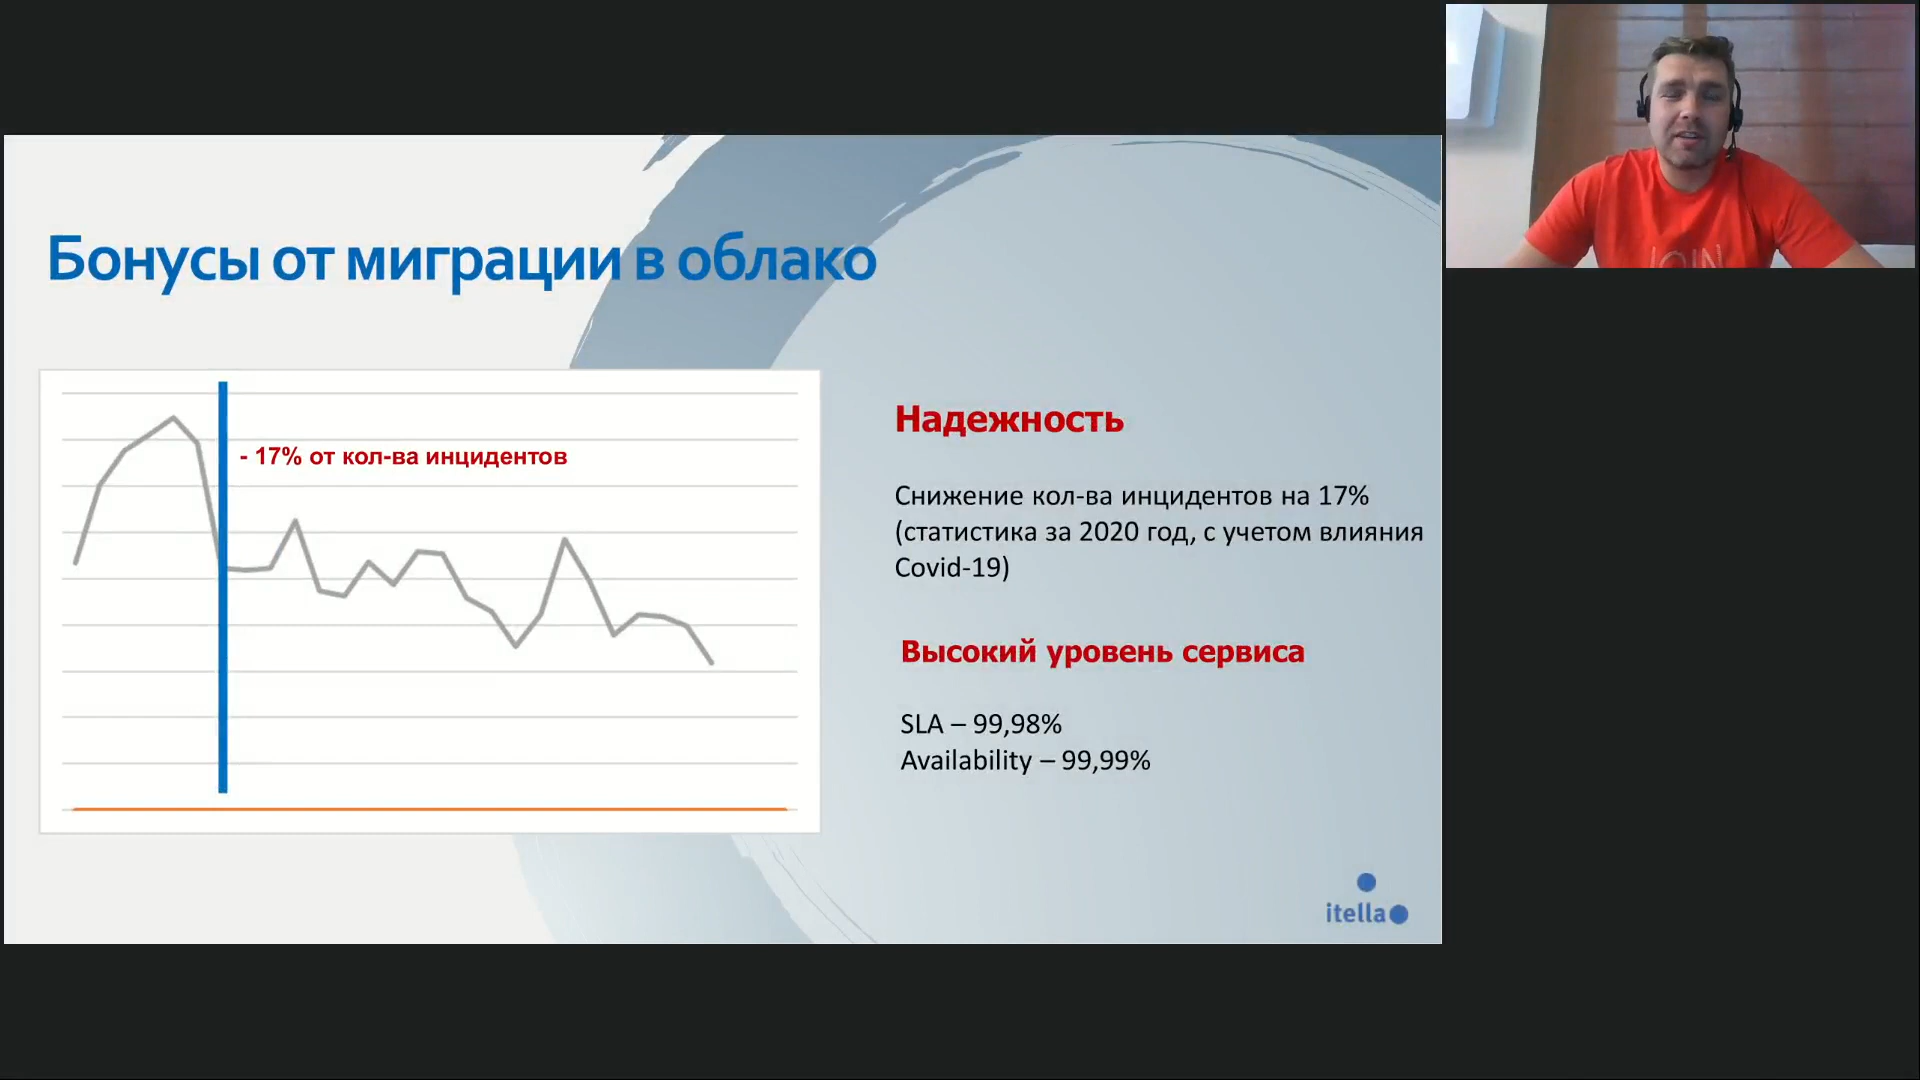 Бонусы от миграции в облако
- 17% от кол-ва инцидентов
Надежность
Снижение кол-ва инцидентов на 17%
(статистика за 2020 год, с учетом влияния
Covid-19)
Высокий уровень сервиса
SLA – 99,98%
Availability – 99,99%
itella
JOIN